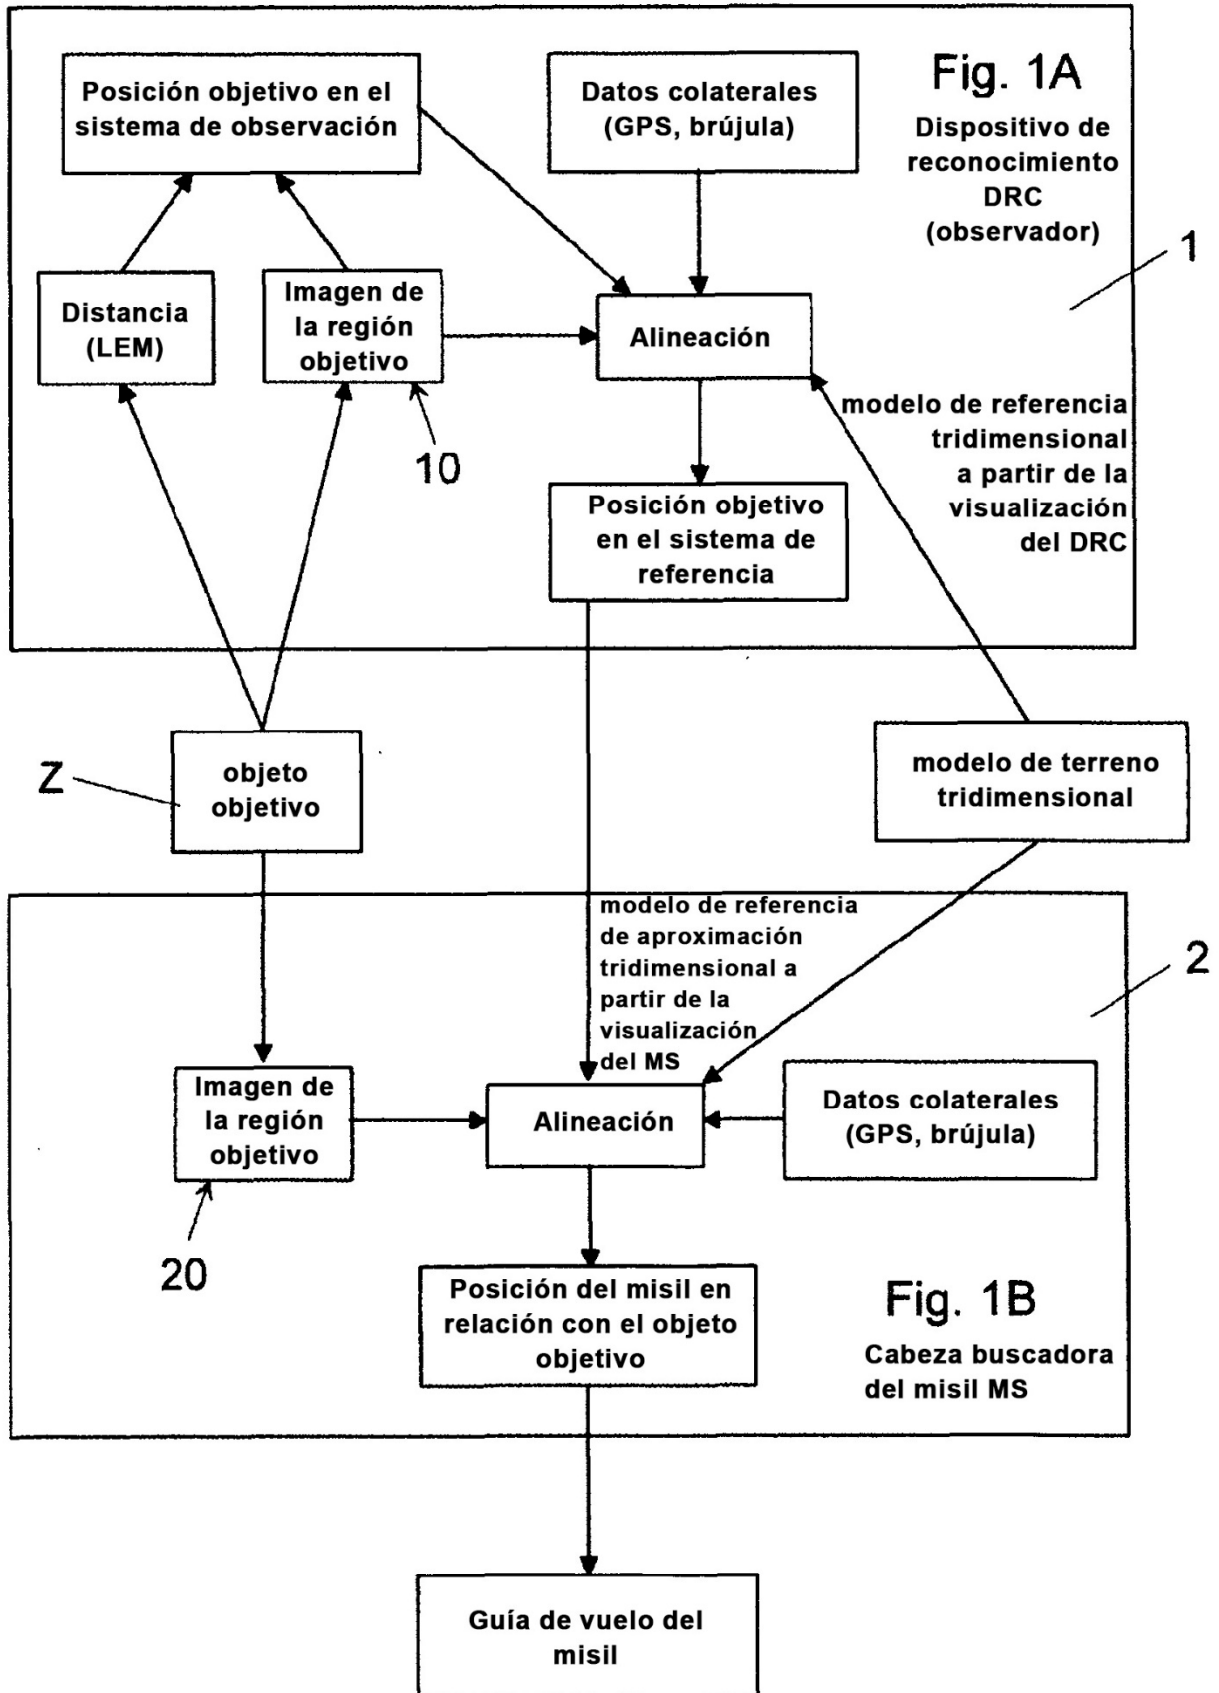 Fig. 1A
Dispositivo de
reconocimiento
DRC
(observador)
Posición objetivo en el
sistema de observación
Datos colaterales
(GPS, brújula)
1
Distancia
(LEM)
Imagen de
la región
objetivo
Alineación
10
modelo de referencia
tridimensional
a partir de la
visualización
del DRC
Posición objetivo
en el sistema de
referencia
Z
objeto
objetivo
modelo de terreno
tridimensional
modelo de referencia
de aproximación
tridimensional a
partir de la
visualización
del MS
2
Imagen de
la región
objetivo
Alineación
Datos colaterales
(GPS, brújula)
20
Posición del misil en
relación con el objeto
objetivo
Fig. 1B
Cabeza buscadora
del misil MS
Guía de vuelo del
misil